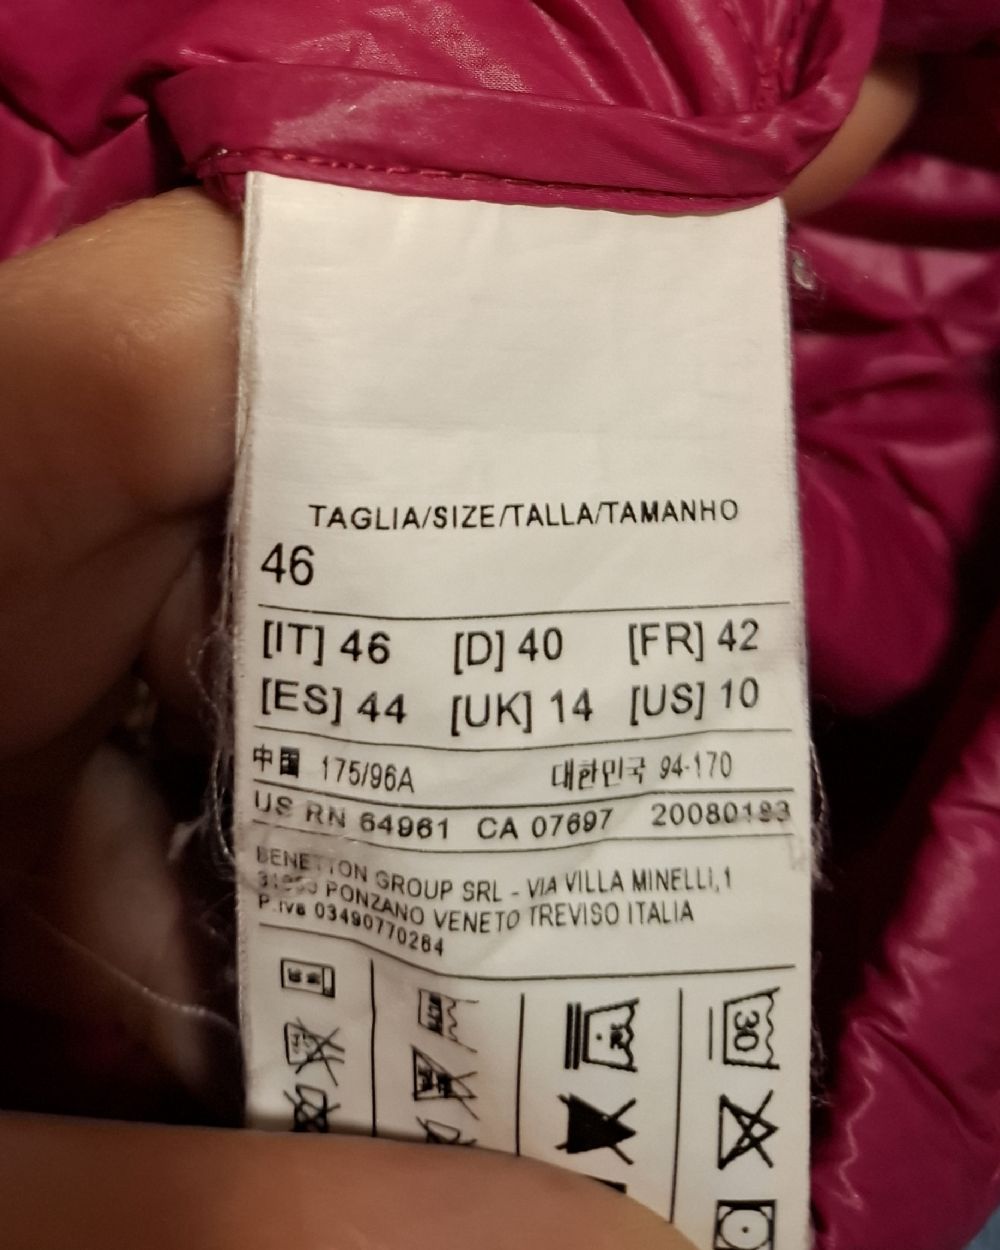 TAGLIA/SIZE/TALLA/TAMANHO
46
[IT] 46 [D] 40 [FR] 42
[ES] 44 [UK] 14 [US] 10
中国 175/96A 대한민국 94-170
US RN 64961 CA 07697
BENETTON GROUP SRL - VIA VILLA MINELLI,1
PONZANO VENETO TREVISO ITALIA
P.iva 03490770264
30